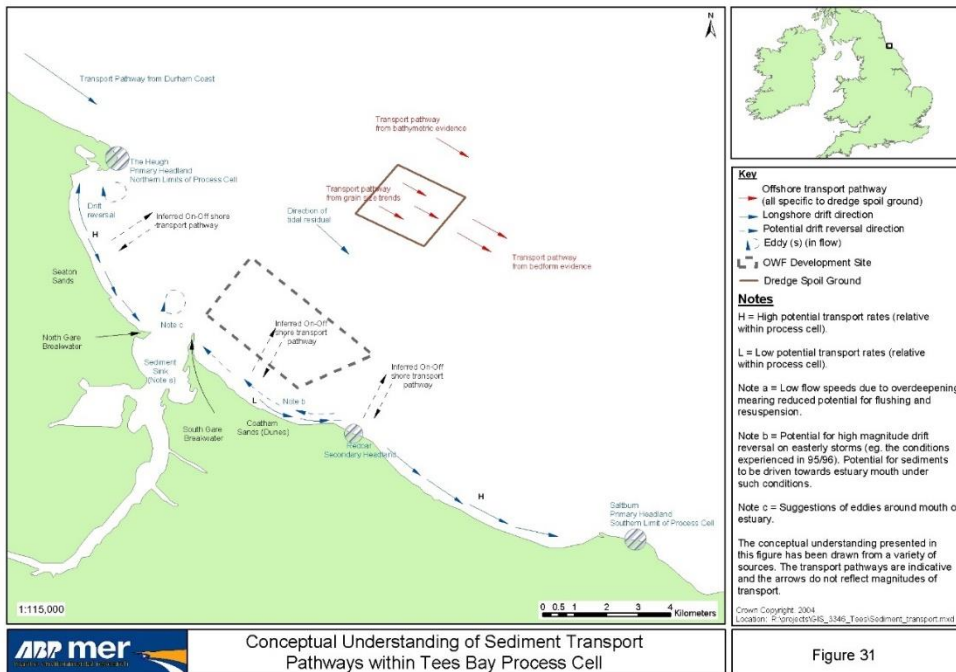 N
Transport Pathway from Durham Coast
Transport pathway
from bathymetric evidence
The Heugh
Primary Headland
Northern Limits of Process Cell
Transport pathway
from grain size trends
Drift
reversal
Inferred On-Off shore
transport pathway
Direction of
tidal residual
H
Transport pathway
from bedform evidence
Seaton
Sands
Note c
Inferred On-Off
shore transport
pathway
North Gare
Breakwater
Sediment
Sink
(Note a)
Inferred On-Off
shore transport
pathway
L
Note b
South Gare
Breakwater
Coatham
Sands (Dunes)
Redcar
Secondary Headland
H
Saltburn
Primary Headland
Southern Limit of Process Cell
1:115,000
0 0.5 1 2 3 4
Kilometers
Key
Offshore transport pathway
(all specific to dredge spoil ground)
Longshore drift direction
Potential drift reversal direction
Eddy (s) (in flow)
OWF Development Site
Dredge Spoil Ground
Notes
H = High potential transport rates (relative
within process cell).
L = Low potential transport rates (relative
within process cell).
Note a = Low flow speeds due to overdeepening
mearing reduced potential for flushing and
resuspension.
Note b = Potential for high magnitude drift
reversal on easterly storms (eg. the conditions
experienced in 95/96). Potential for sediments
to be driven towards estuary mouth under
such conditions.
Note c = Suggestions of eddies around mouth o
estuary.
The conceptual understanding presented in
this figure has been drawn from a variety of
sources. The transport pathways are indicative
and the arrows do not reflect magnitudes of
transport.
Crown Copyright. 2004
Location: R:\projects\GIS_3346_Tees\Sediment_transport.mxd
ABP mer
Conceptual Understanding of Sediment Transport
Pathways within Tees Bay Process Cell
Figure 31